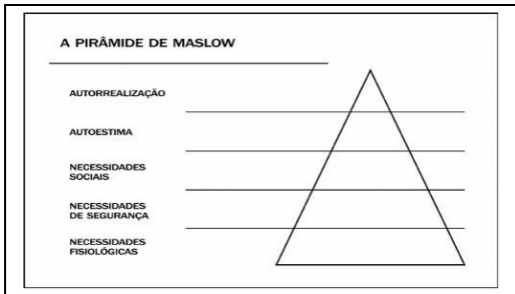 A PIRÂMIDE DE MASLOW
AUTORREALIZAÇÃO
AUTOESTIMA
NECESSIDADES
SOCIAIS
NECESSIDADES
DE SEGURANÇA
NECESSIDADES
FISIOLÓGICAS